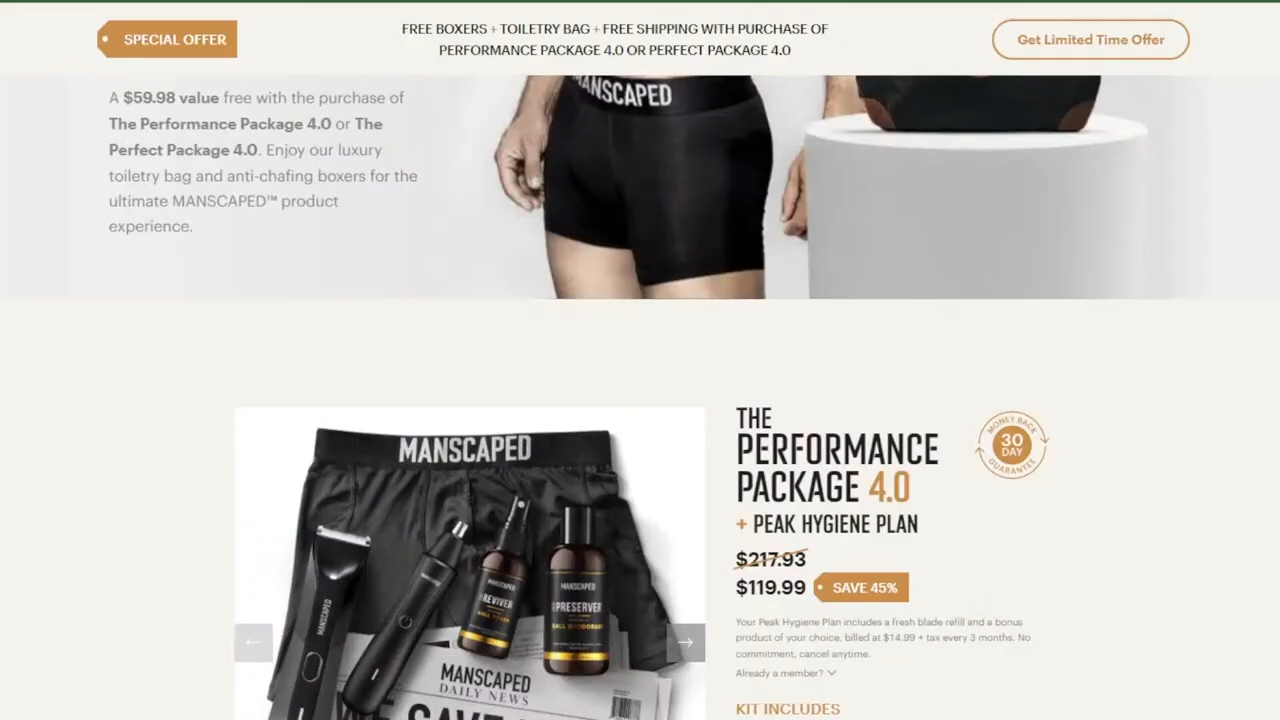 SPECIAL OFFER
FREE BOXERS + TOILETRY BAG + FREE SHIPPING WITH PURCHASE OF
PERFORMANCE PACKAGE 4.0 OR PERFECT PACKAGE 4.0
Get Limited Time Offer
A $59.98 value free with the purchase of
The Performance Package 4.0 or The
Perfect Package 4.0. Enjoy our luxury
toiletry bag and anti-chafing boxers for the
ultimate MANSCAPED™ product
experience.
MANSCAPED
MANSCAPED
MANSCAPED
MANSCAPED
REVIVER
MANSCAPED
PRESERVER
BALL DEODORANT
MANSCAPED
DAILY NEWS
WE SAVE
THE
PERFORMANCE
PACKAGE 4.0
+ PEAK HYGIENE PLAN
MONEY BACK
30
DAY
GUARANTEE
$217.93
$119.99
SAVE 45%
Your Peak Hygiene Plan includes a fresh blade refill and a bonus
product of your choice, billed at $14.99 + tax every 3 months. No
commitment, cancel anytime.
Already a member?
KIT INCLUDES